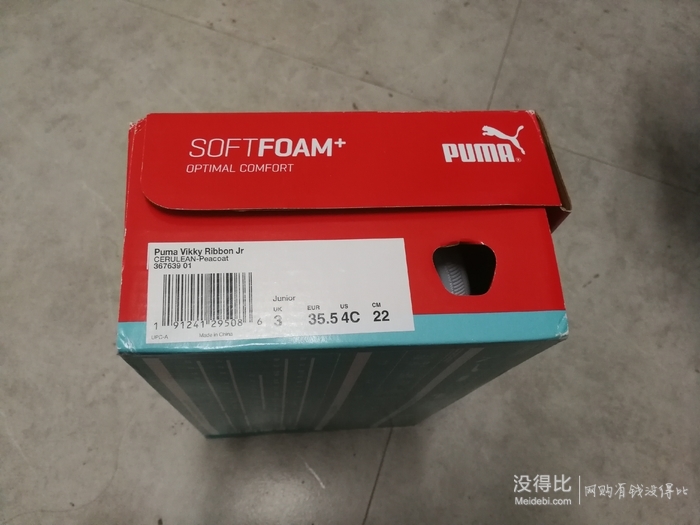 SOFTFOAM+
OPTIMAL COMFORT
PUMA®
Puma Vikky Ribbon Jr
CERULEAN-Peacoat
367639 01
Junior
UK EUR US CM
3 35.5 4C 22
1 91241 29508 6
UFO-A Made in China
没得比
Meidebi.com
网购有钱没得比